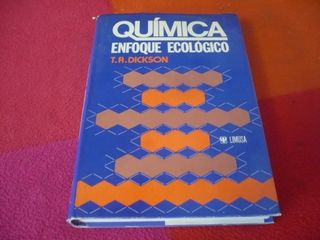 QUÍMICA
ENFOQUE ECOLÓGICO
T.R.DICKSON
LIMUSA